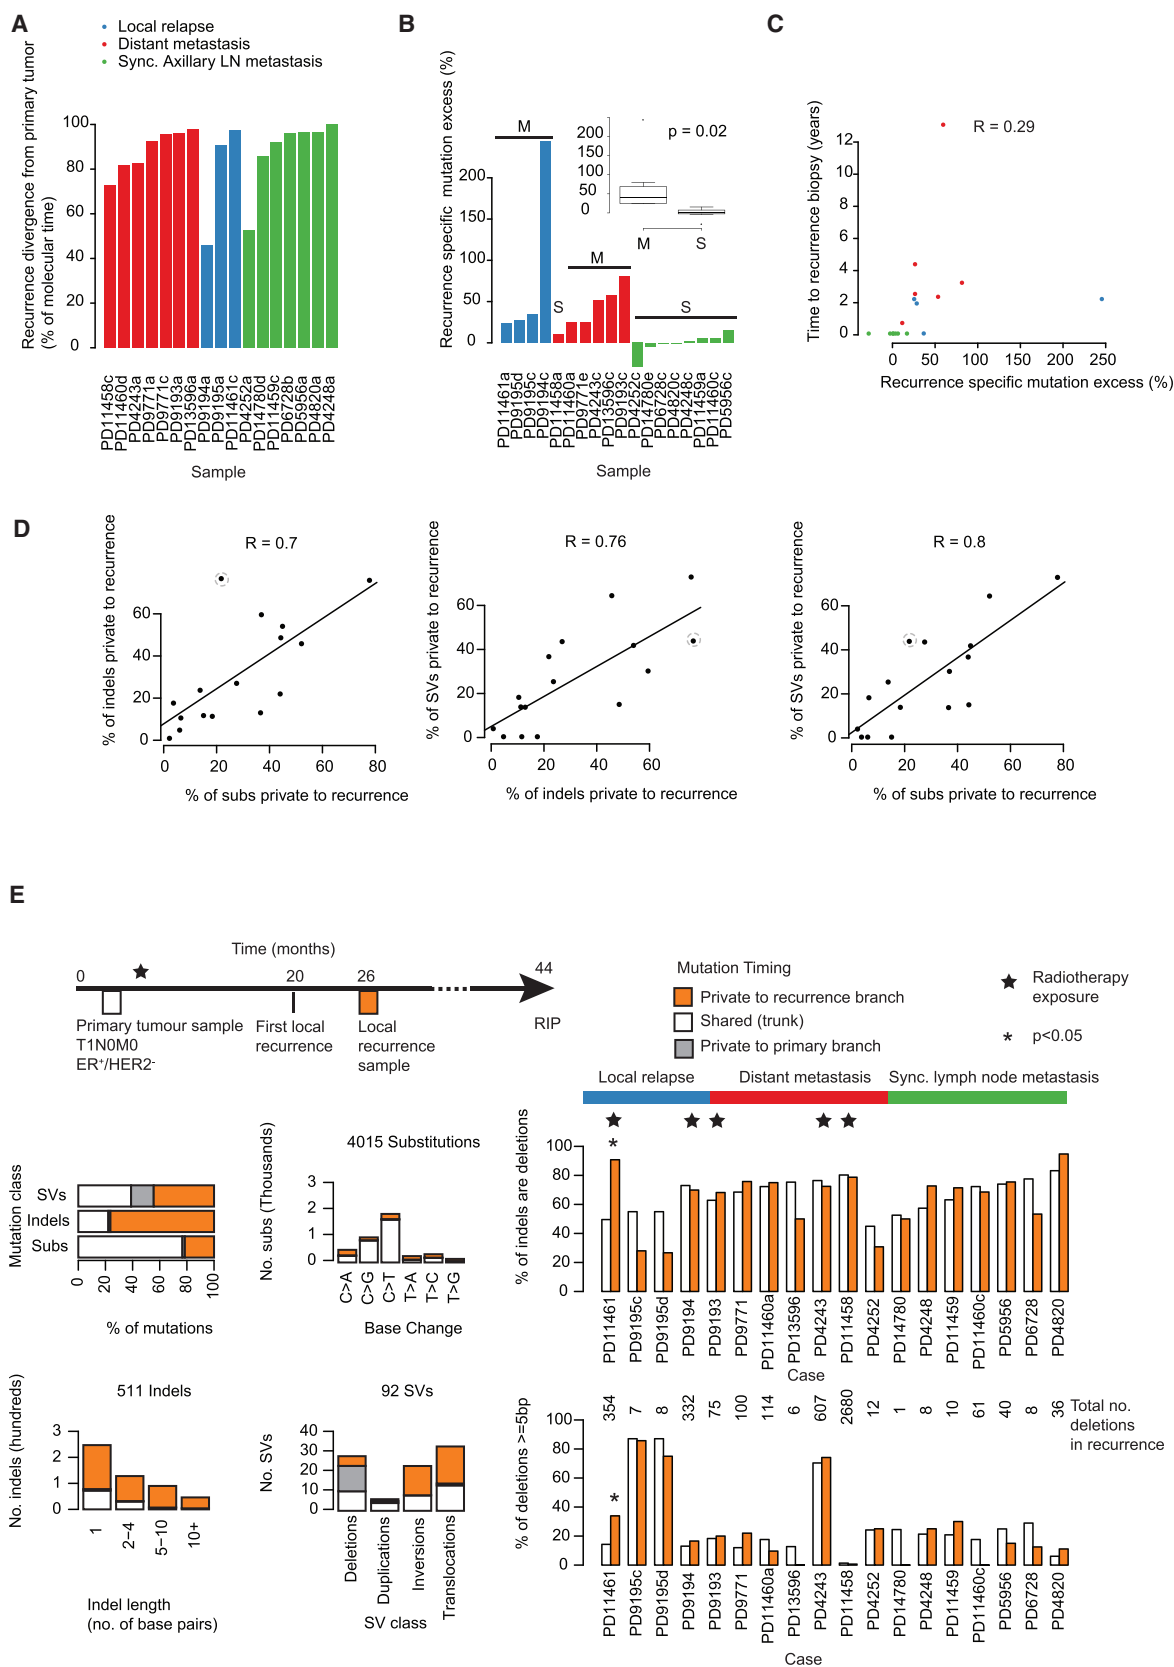 A
Local relapse
Distant metastasis
Sync. Axillary LN metastasis
Recurrence divergence from primary tumor
(% of molecular time)
100
80
60
40
20
0
PD11458c
PD11460d
PD4243a
PD9771a
PD9771c
PD9193a
PD13596a
PD9194a
PD9195a
PD11461c
PD4252a
PD14780d
PD11459c
PD6728b
PD5956a
PD4820a
PD4248a
Sample
B
Recurrence specific mutation excess (%)
200
150
100
50
0
M
S
M
S
200
150
100
50
0
p = 0.02
M S
PD11461a
PD9195d
PD9195c
PD9194c
PD11458a
PD11460a
PD9771e
PD4243c
PD13596c
PD9193c
PD4252c
PD14780e
PD6728c
PD4820c
PD4248c
PD11459a
PD11460c
PD5956c
Sample
C
Time to recurrence biopsy (years)
R = 0.29
12
10
8
6
4
2
0
0 50 100 150 200 250
Recurrence specific mutation excess (%)
D
% of indels private to recurrence
R = 0.7
60
40
20
0
0 20 40 60 80
% of subs private to recurrence
% of SVs private to recurrence
R = 0.76
60
40
20
0
0 20 40 60
% of indels private to recurrence
% of SVs private to recurrence
R = 0.8
60
40
20
0
0 20 40 60 80
% of subs private to recurrence
E
Time (months)
0 ★ 20 26 44
Primary tumour sample
T1N0M0
ER⁺/HER2⁻
First local
recurrence
Local
recurrence
sample
RIP
Mutation Timing
Private to recurrence branch
Shared (trunk)
Private to primary branch
★ Radiotherapy
exposure
* p<0.05
Mutation class
SVs
Indels
Subs
0 20 40 60 80 100
% of mutations
4015 Substitutions
No. subs (Thousands)
3
2
1
0
C>A
C>G
C>T
T>A
T>C
T>G
Base Change
511 Indels
No. indels (hundreds)
3
2
1
0
1
2−4
5−10
10+
Indel length
(no. of base pairs)
92 SVs
No. SVs
40
30
20
10
0
Deletions
Duplications
Inversions
Translocations
SV class
Local relapse Distant metastasis Sync. lymph node metastasis
★ ★ ★ ★ ★
*
% of indels are deletions
100
80
60
40
20
0
PD11461
PD9195c
PD9195d
PD9194
PD9193
PD9771
PD11460a
PD13596
PD4243
PD11458
PD4252
PD14780
PD4248
PD11459
PD11460c
PD5956
PD6728
PD4820
Case
354 7 8 332 75 100 114 6 607 2680 12 1 8 10 61 40 8 36
Total no.
deletions
in recurrence
% of deletions >=5bp
100
80
60
40
20
0
*
PD11461
PD9195c
PD9195d
PD9194
PD9193
PD9771
PD11460a
PD13596
PD4243
PD11458
PD4252
PD14780
PD4248
PD11459
PD11460c
PD5956
PD6728
PD4820
Case